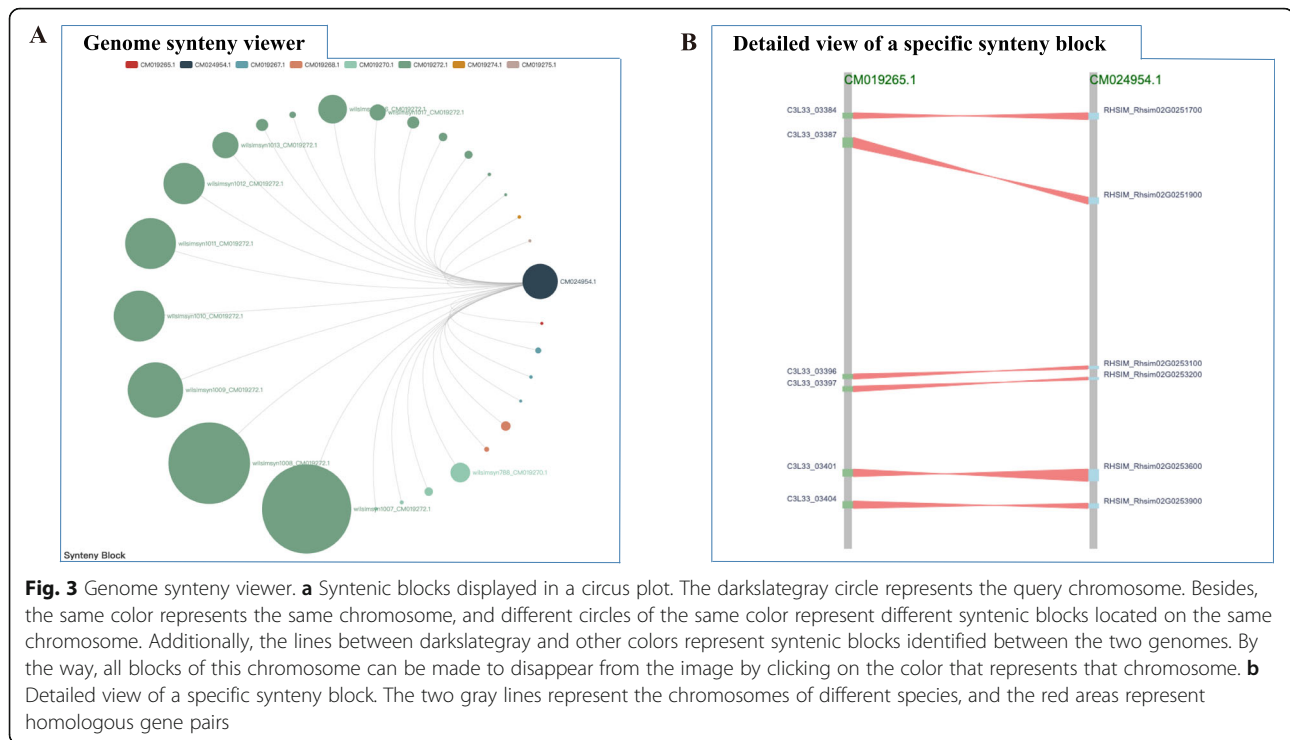 A
Genome synteny viewer
CM019265.1 CM024954.1 CM019267.1 CM019268.1 CM019270.1 CM019272.1 CM019274.1 CM019275.1
CM019272.1
wilsimsyn1013_CM019272.1
wilsimsyn1012_CM019272.1
wilsimsyn1011_CM019272.1
CM024954.1
wilsimsyn1010_CM019272.1
wilsimsyn1009_CM019272.1
wilsimsyn1008_CM019272.1
wilsimsyn768_CM019270.1
wilsimsyn1007_CM019272.1
Synteny Block
B
Detailed view of a specific synteny block
CM019265.1 CM024954.1
C3L33_03384 RHSIM_Rhsim02G0251700
C3L33_03387
RHSIM_Rhsim02G0251900
RHSIM_Rhsim02G0253100
C3L33_03396
RHSIM_Rhsim02G0253200
C3L33_03397
C3L33_03401 RHSIM_Rhsim02G0253600
C3L33_03404 RHSIM_Rhsim02G0253900
Fig. 3 Genome synteny viewer. a Syntenic blocks displayed in a circus plot. The darkslategray circle represents the query chromosome. Besides,
the same color represents the same chromosome, and different circles of the same color represent different syntenic blocks located on the same
chromosome. Additionally, the lines between darkslategray and other colors represent syntenic blocks identified between the two genomes. By
the way, all blocks of this chromosome can be made to disappear from the image by clicking on the color that represents that chromosome. b
Detailed view of a specific synteny block. The two gray lines represent the chromosomes of different species, and the red areas represent
homologous gene pairs